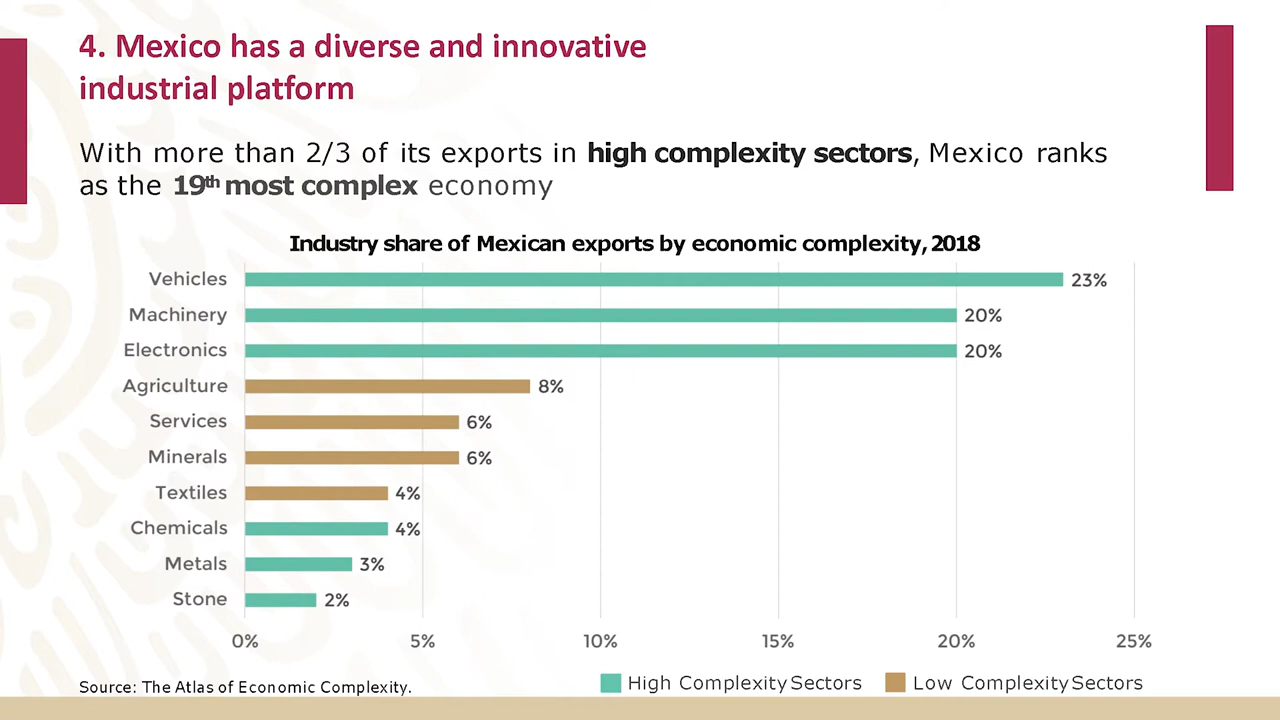 4. Mexico has a diverse and innovative
industrial platform
With more than 2/3 of its exports in high complexity sectors, Mexico ranks
as the 19th most complex economy
Industry share of Mexican exports by economic complexity, 2018
Vehicles 23%
Machinery 20%
Electronics 20%
Agriculture 8%
Services 6%
Minerals 6%
Textiles 4%
Chemicals 4%
Metals 3%
Stone 2%
0% 5% 10% 15% 20% 25%
Source: The Atlas of Economic Complexity.
High Complexity Sectors Low Complexity Sectors